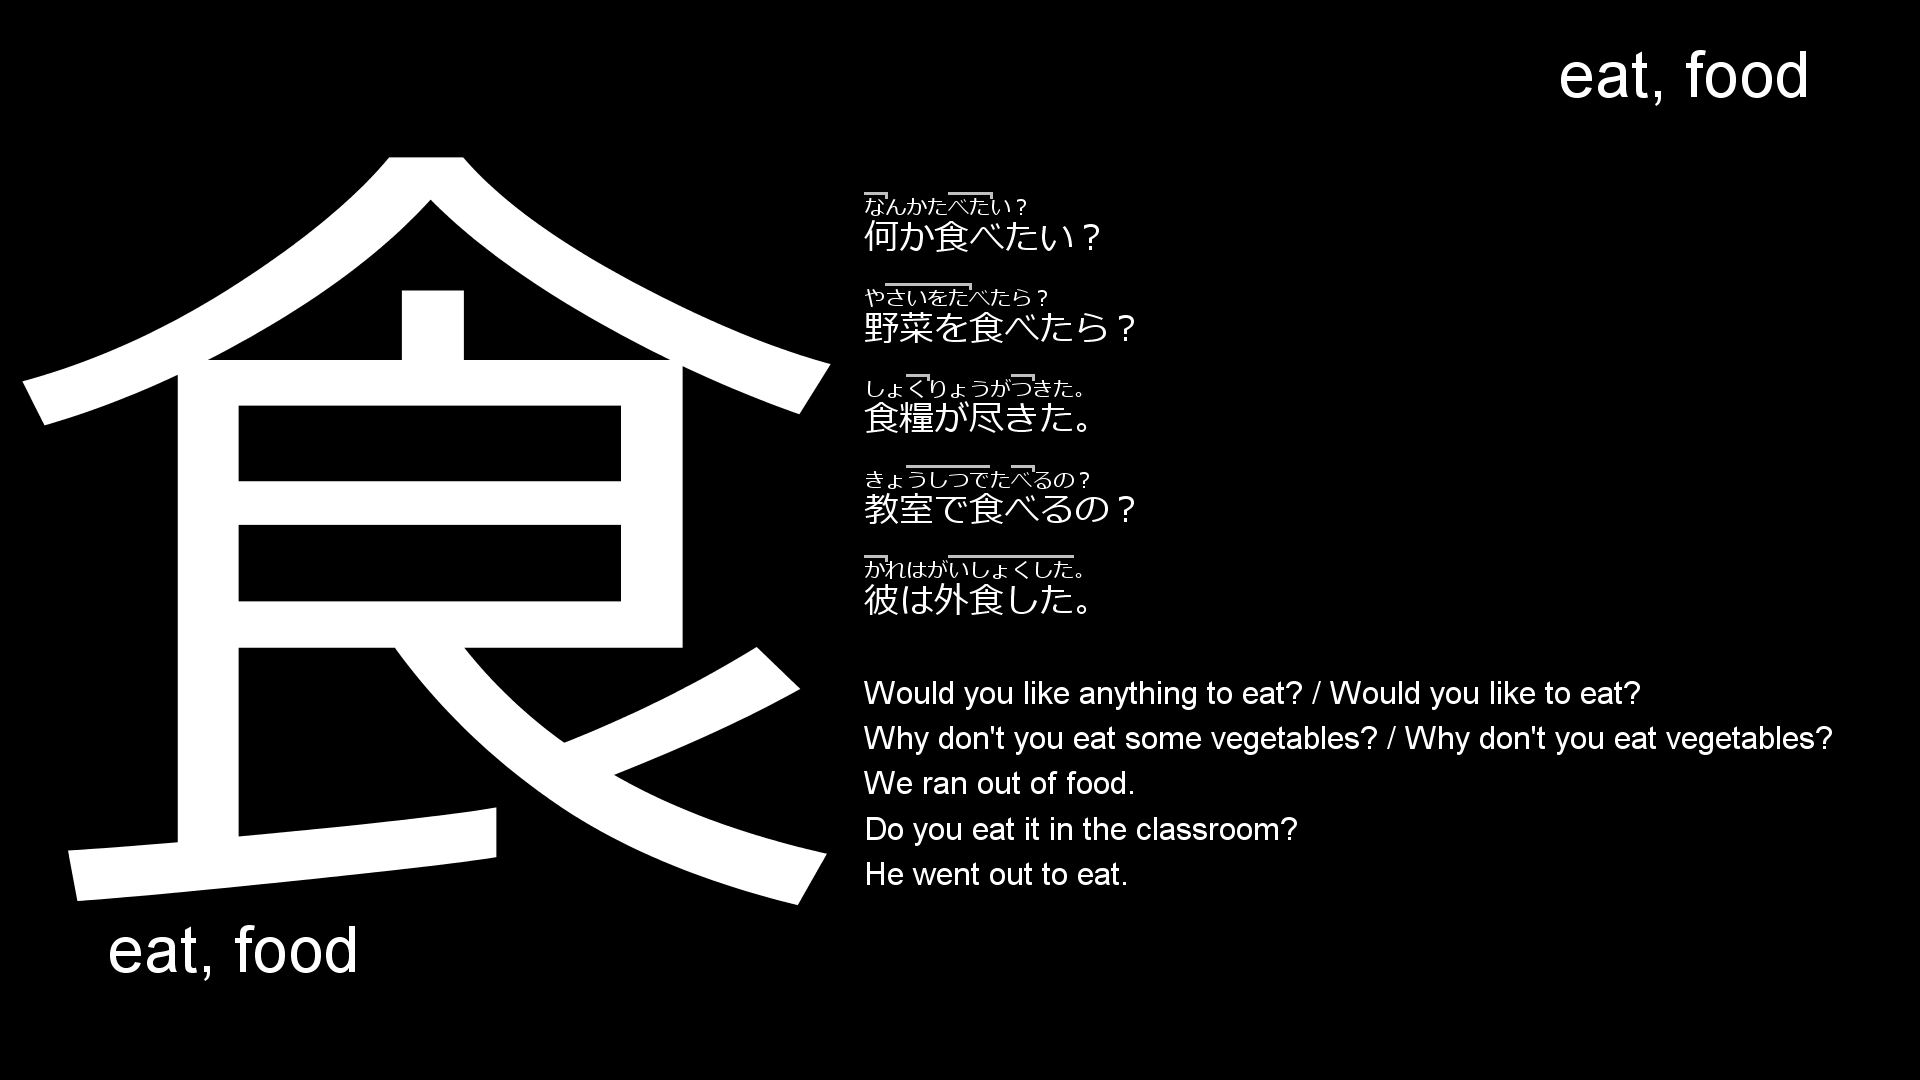 eat, food
食
eat, food
なんかたべたい？
何か食べたい？
やさいをたべたら？
野菜を食べたら？
しょくりょうがつきた。
食糧が尽きた。
きょうしつでたべるの？
教室で食べるの？
かれはがいしょくした。
彼は外食した。
Would you like anything to eat? / Would you like to eat?
Why don't you eat some vegetables? / Why don't you eat vegetables?
We ran out of food.
Do you eat it in the classroom?
He went out to eat.